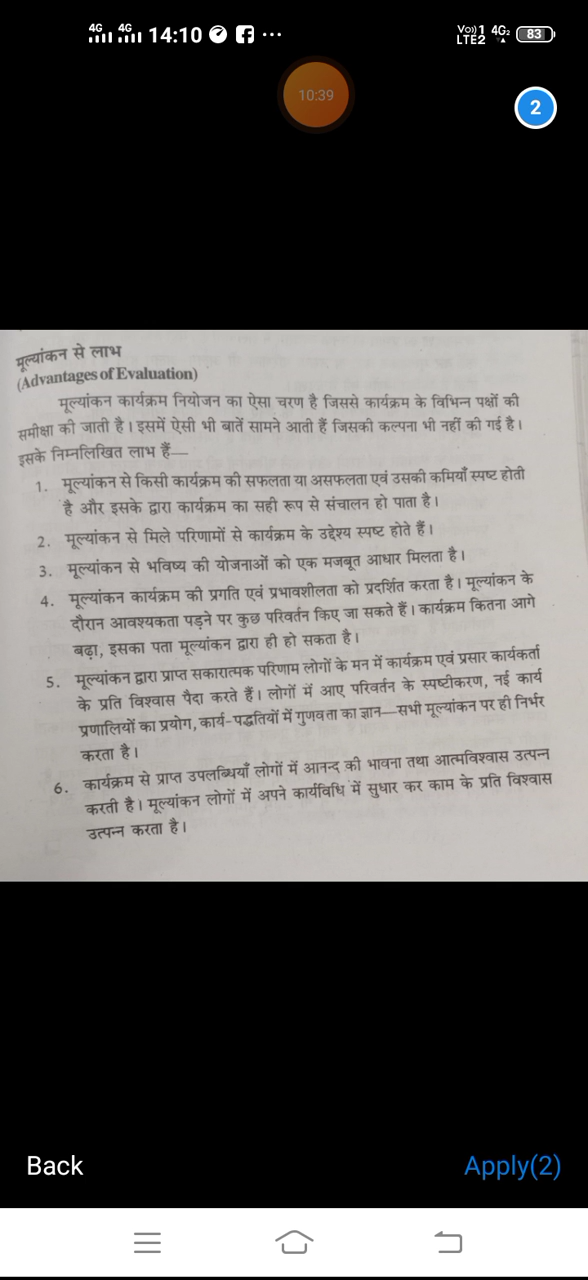 4G 4G 14:10 ... Vo)) 1 4G2 83
LTE2
10:39
2
मूल्यांकन से लाभ
(Advantages of Evaluation)
मूल्यांकन कार्यक्रम नियोजन का ऐसा चरण है जिससे कार्यक्रम के विभिन्न पक्षों की
समीक्षा की जाती है। इसमें ऐसी भी बातें सामने आती हैं जिसकी कल्पना भी नहीं की गई है।
इसके निम्नलिखित लाभ हैं—
1. मूल्यांकन से किसी कार्यक्रम की सफलता या असफलता एवं उसकी कमियाँ स्पष्ट होती
है और इसके द्वारा कार्यक्रम का सही रूप से संचालन हो पाता है।
2. मूल्यांकन से मिले परिणामों से कार्यक्रम के उद्देश्य स्पष्ट होते हैं।
3. मूल्यांकन से भविष्य की योजनाओं को एक मजबूत आधार मिलता है।
4. मूल्यांकन कार्यक्रम की प्रगति एवं प्रभावशीलता को प्रदर्शित करता है। मूल्यांकन के
दौरान आवश्यकता पड़ने पर कुछ परिवर्तन किए जा सकते हैं। कार्यक्रम कितना आगे
बढ़ा, इसका पता मूल्यांकन द्वारा ही हो सकता है।
5. मूल्यांकन द्वारा प्राप्त सकारात्मक परिणाम लोगों के मन में कार्यक्रम एवं प्रसार कार्यकर्ता
के प्रति विश्वास पैदा करते हैं। लोगों में आए परिवर्तन के स्पष्टीकरण, नई कार्य
प्रणालियों का प्रयोग, कार्य-पद्धतियों में गुणवता का ज्ञान—सभी मूल्यांकन पर ही निर्भर
करता है।
6. कार्यक्रम से प्राप्त उपलब्धियाँ लोगों में आनन्द की भावना तथा आत्मविश्वास उत्पन्न
करती है। मूल्यांकन लोगों में अपने कार्यविधि में सुधार कर काम के प्रति विश्वास
उत्पन्न करता है।
Back Apply(2)